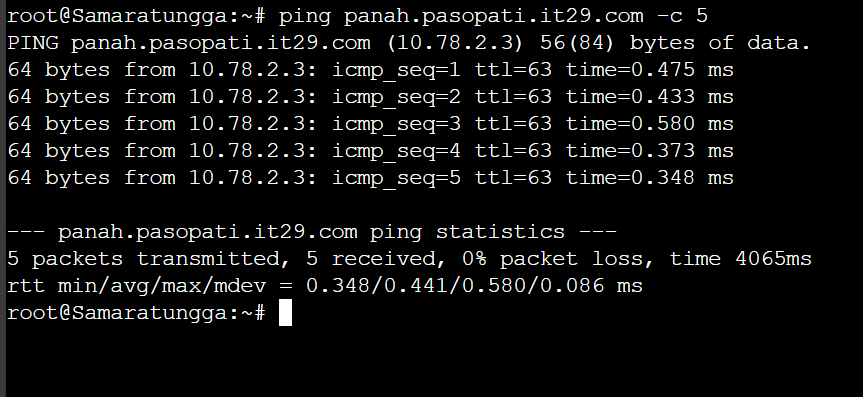 root@Samaratungga:~# ping panah.pasopati.it29.com -c 5
PING panah.pasopati.it29.com (10.78.2.3) 56(84) bytes of data.
64 bytes from 10.78.2.3: icmp_seq=1 ttl=63 time=0.475 ms
64 bytes from 10.78.2.3: icmp_seq=2 ttl=63 time=0.433 ms
64 bytes from 10.78.2.3: icmp_seq=3 ttl=63 time=0.580 ms
64 bytes from 10.78.2.3: icmp_seq=4 ttl=63 time=0.373 ms
64 bytes from 10.78.2.3: icmp_seq=5 ttl=63 time=0.348 ms

--- panah.pasopati.it29.com ping statistics ---
5 packets transmitted, 5 received, 0% packet loss, time 4065ms
rtt min/avg/max/mdev = 0.348/0.441/0.580/0.086 ms
root@Samaratungga:~#